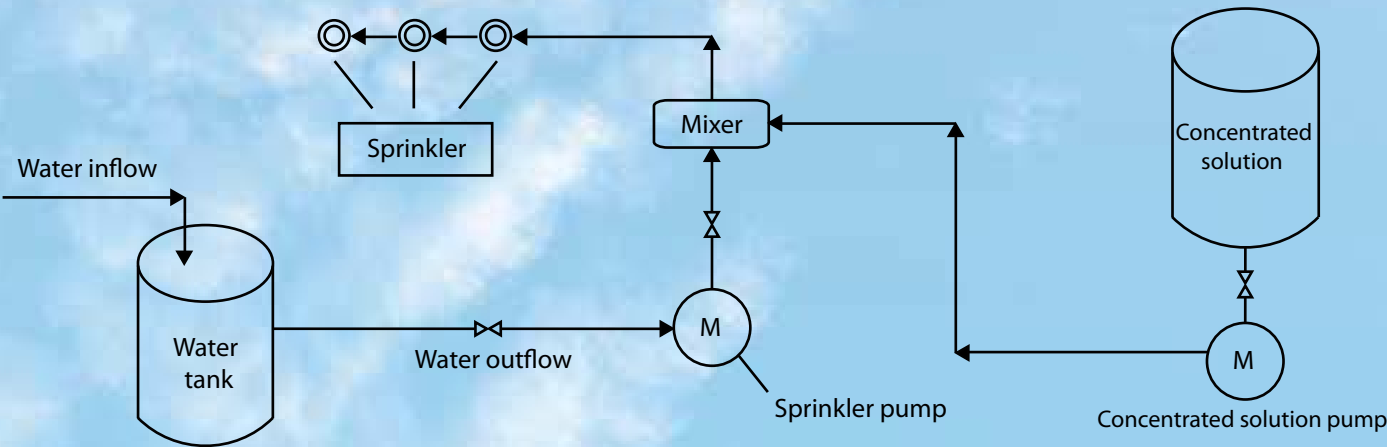 Mixer
Sprinkler
Concentrated
solution
Water inflow
Water
tank
Water outflow
M
Sprinkler pump
M
Concentrated solution pump